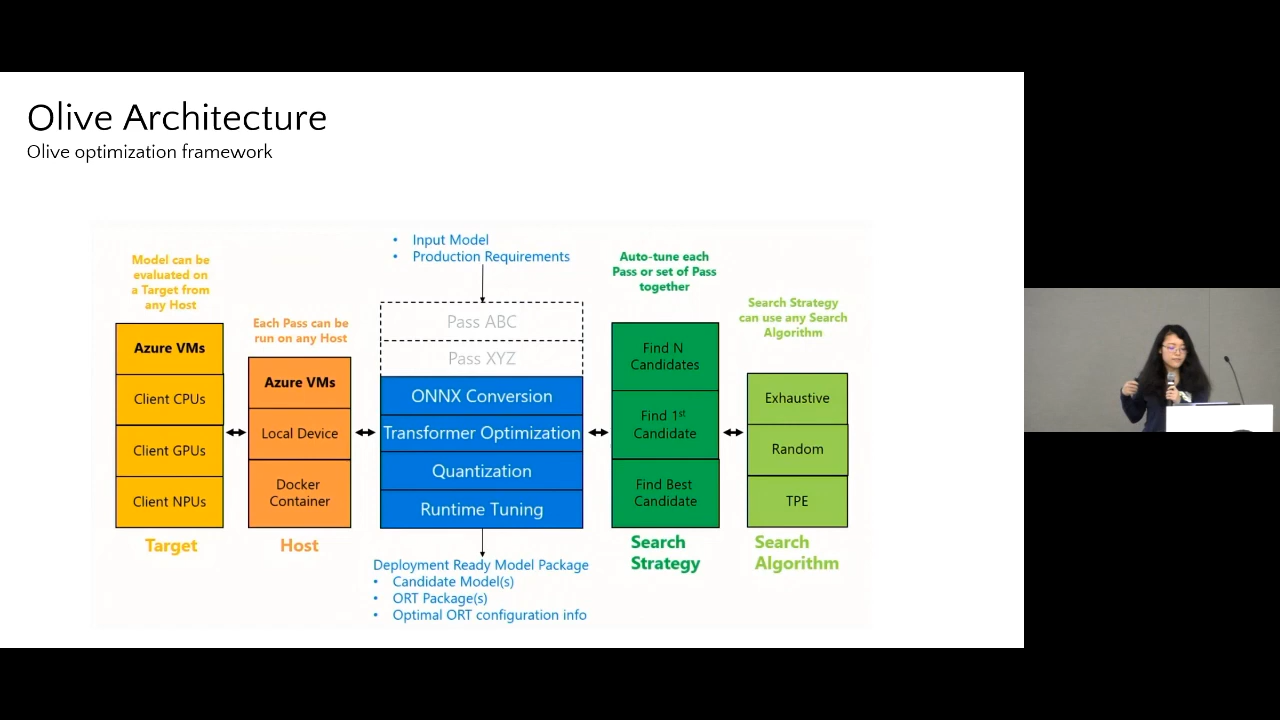 Olive Architecture
Olive optimization framework
Model can be
evaluated on
a Target from
any Host
Azure VMs
Client CPUs
Client GPUs
Client NPUs
Target
Each Pass can be
run on any Host
Azure VMs
Local Device
Docker
Container
Host
• Input Model
• Production Requirements
Pass ABC
Pass XYZ
ONNX Conversion
Transformer Optimization
Quantization
Runtime Tuning
Deployment Ready Model Package
• Candidate Model(s)
• ORT Package(s)
• Optimal ORT configuration info
Auto-tune each
Pass or set of Pass
together
Find N
Candidates
Find 1st
Candidate
Find Best
Candidate
Search
Strategy
Search Strategy
can use any Search
Algorithm
Exhaustive
Random
TPE
Search
Algorithm